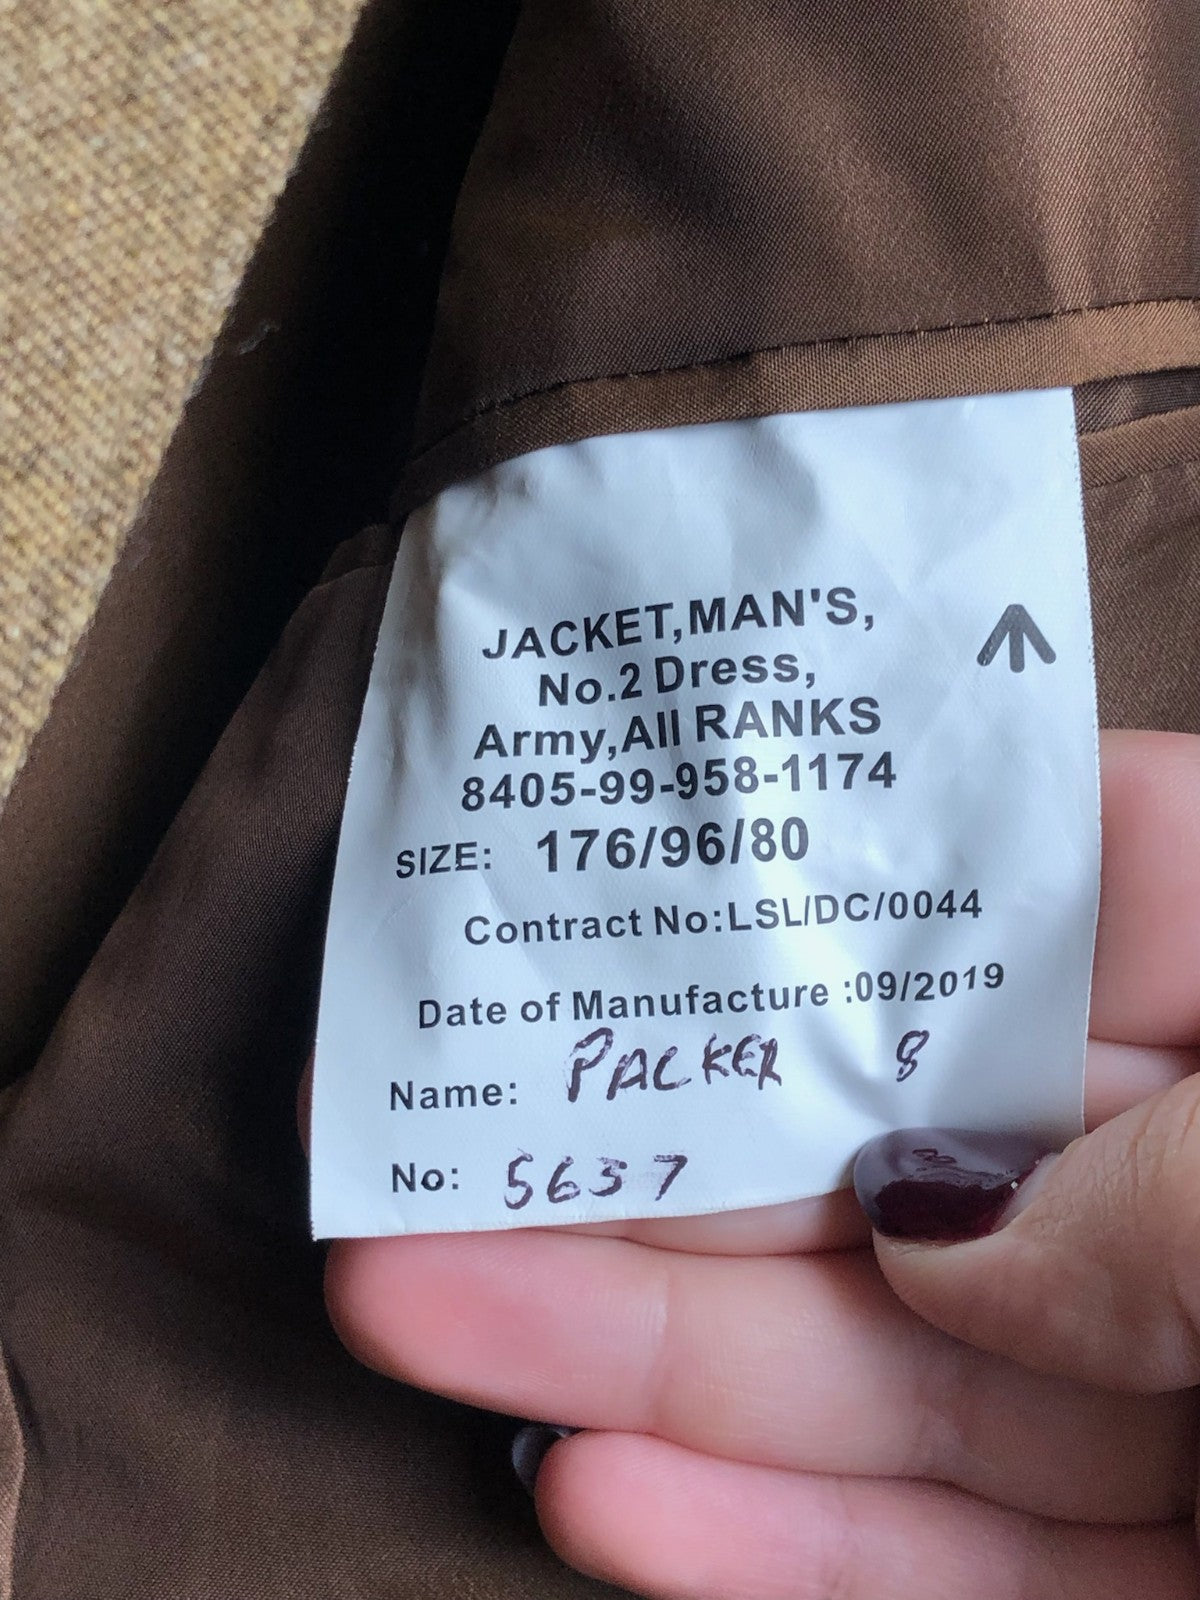 JACKET,MAN'S,
No.2 Dress,
Army,All RANKS
8405-99-958-1174
SIZE: 176/96/80
Contract No:LSL/DC/0044
Date of Manufacture :09/2019
Name: PACKER 8
No: 5637